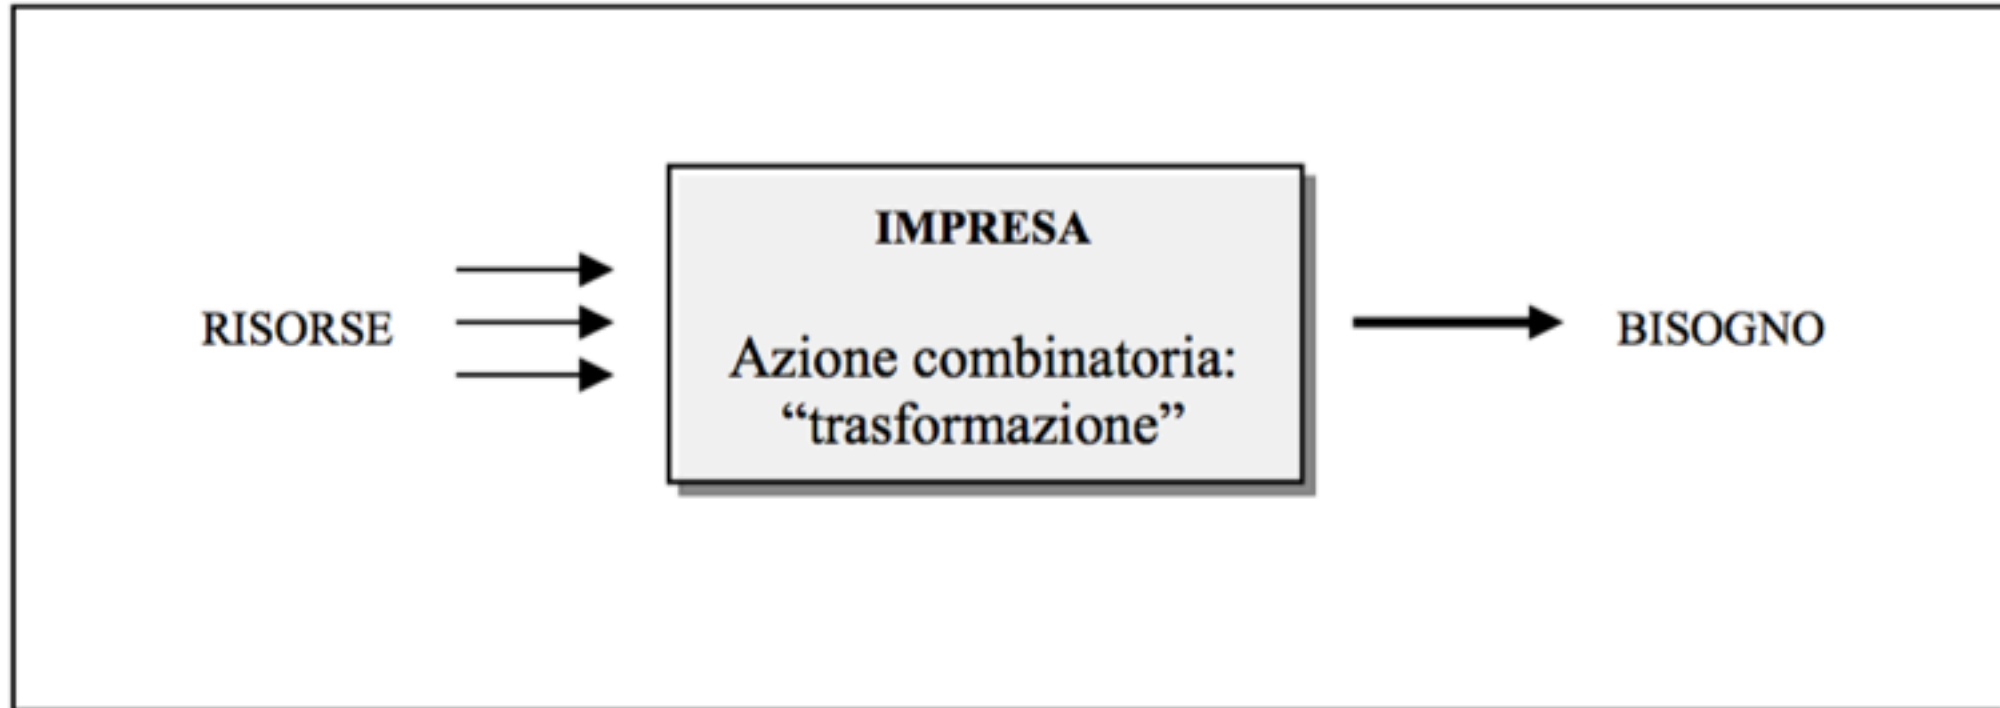 IMPRESA
RISORSE
Azione combinatoria:
“trasformazione”
BISOGNO